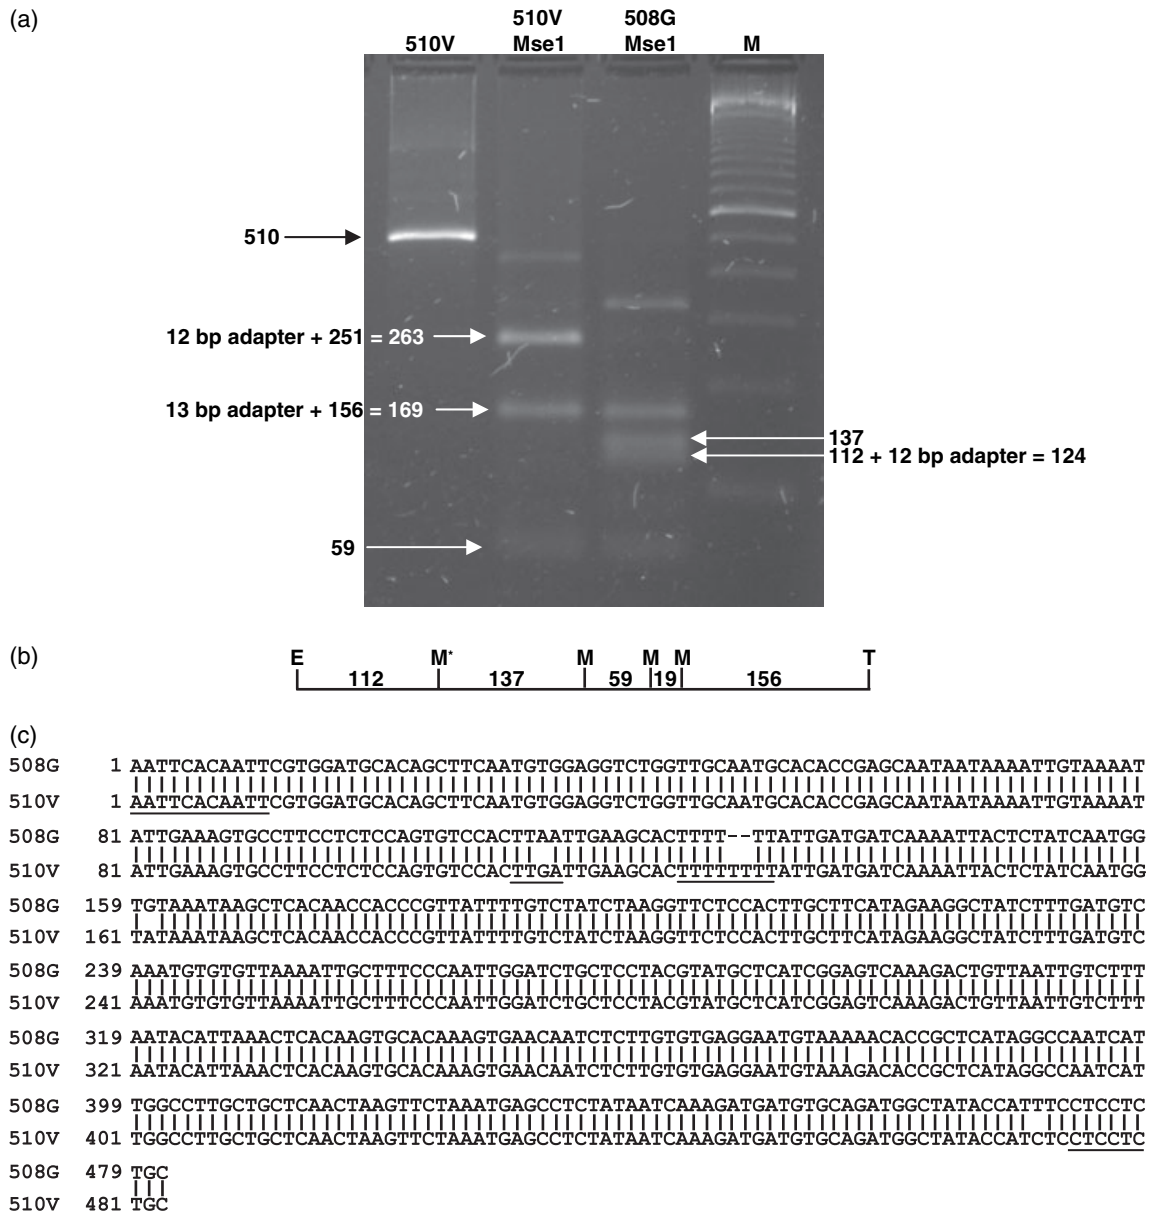 (a)
510V 510V Mse1 508G Mse1 M
510
12 bp adapter + 251 = 263
13 bp adapter + 156 = 169
137
112 + 12 bp adapter = 124
59
(b)
E M* M M M T
112 137 59 19 156
(c)
508G 1 AATTCACAATTCGTGGATGCACAGCTTCAATGTGGAGGTCTGGTTGCAATGCACACCGAGCAATAATAAAATTGTAAAAT
510V 1 AATTCACAATTCGTGGATGCACAGCTTCAATGTGGAGGTCTGGTTGCAATGCACACCGAGCAATAATAAAATTGTAAAAT
508G 81 ATTGAAAGTGCCTTCCTCTCCAGTGTCCACTTAATTGAAGCACTTTTT--TTATTGATGATCAAAATTACTCTATCAATGG
510V 81 ATTGAAAGTGCCTTCCTCTCCAGTGTCCACTTGATTGAAGCACTTTTTTTTATTGATGATCAAAATTACTCTATCAATGG
508G 159 TGTAAATAAGCTCACAACCACCCGTTATTTTGTCTATCTAAGGTTCTCCACTTGCTTCATAGAAGGCTATCTTTGATGTC
510V 161 TATAAATAAGCTCACAACCACCCGTTATTTTGTCTATCTAAGGTTCTCCACTTGCTTCATAGAAGGCTATCTTTGATGTC
508G 239 AAATGTGTGTTAAAATTGCTTTCCCAATTGGATCTGCTCCTACGTATGCTCATCGGAGTCAAAGACTGTTAATTGTCTTT
510V 241 AAATGTGTGTTAAAATTGCTTTCCCAATTGGATCTGCTCCTACGTATGCTCATCGGAGTCAAAGACTGTTAATTGTCTTT
508G 319 AATACATTAAACTCACAAGTGCACAAAGTGAACAATCTCTTGTGTGAGGAATGTAAAAACACCGCTCATAGGCCAATCAT
510V 321 AATACATTAAACTCACAAGTGCACAAAGTGAACAATCTCTTGTGTGAGGAATGTAAAGACACCGCTCATAGGCCAATCAT
508G 399 TGGCCTTGCTGCTCAACTAAGTTCTAAATGAGCCTCTATAATCAAAGATGATGTGCAGATGGCTATACCATTTCCTCCTC
510V 401 TGGCCTTGCTGCTCAACTAAGTTCTAAATGAGCCTCTATAATCAAAGATGATGTGCAGATGGCTATACCATCTCCTCCTC
508G 479 TGC
510V 481 TGC